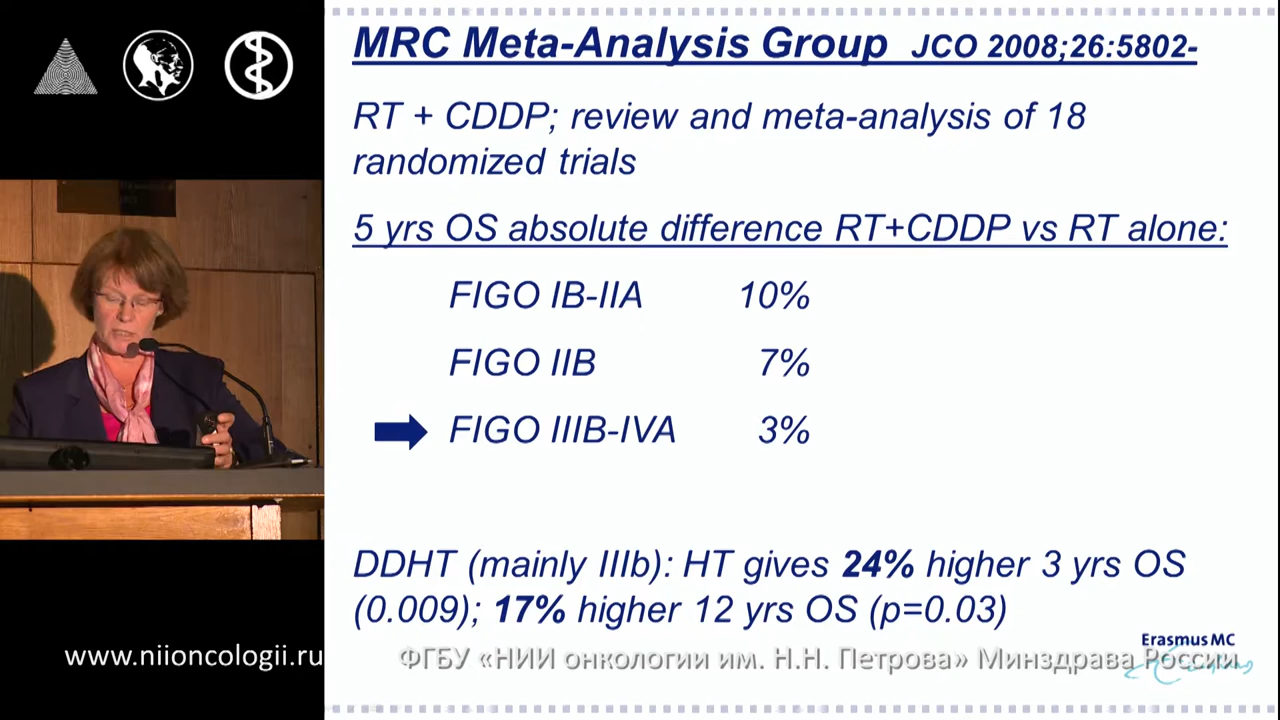 MRC Meta-Analysis Group JCO 2008;26:5802-
RT + CDDP; review and meta-analysis of 18
randomized trials
5 yrs OS absolute difference RT+CDDP vs RT alone:
FIGO IB-IIA 10%
FIGO IIB 7%
FIGO IIIB-IVA 3%
DDHT (mainly IIIb): HT gives 24% higher 3 yrs OS
(0.009); 17% higher 12 yrs OS (p=0.03)
Erasmus MC
www.niioncologii.ru
ФГБУ «НИИ онкологии им. Н.Н. Петрова» Минздрава России